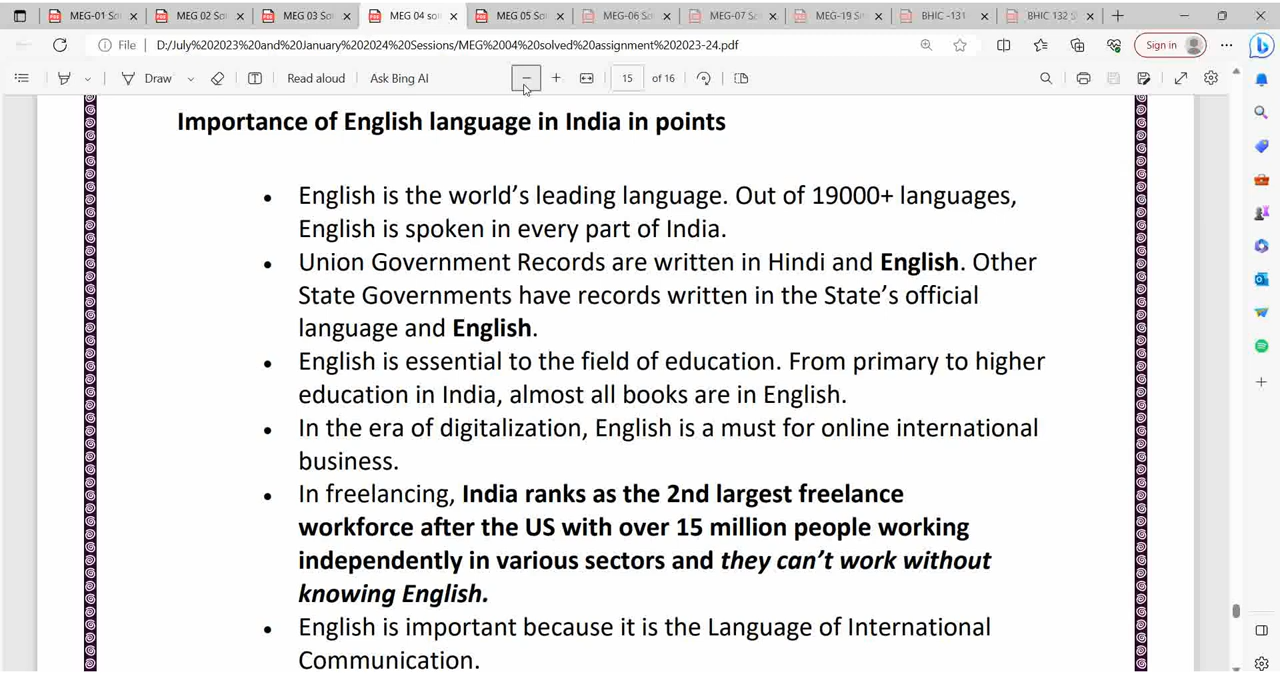 MEG-01 So
MEG 02 So
MEG 03 Sol
MEG 04 so
MEG 05 So
MEG-06 So
MEG-07 So
MEG-19 S
BHIC -131
BHIC 132 S
File
D:/July%202023%20and%20January%202024%20Sessions/MEG%2004%20solved%20assignment%202023-24.pdf
Sign in
Draw
Read aloud
Ask Bing AI
15 of 16
Importance of English language in India in points
• English is the world's leading language. Out of 19000+ languages,
English is spoken in every part of India.
• Union Government Records are written in Hindi and English. Other
State Governments have records written in the State's official
language and English.
• English is essential to the field of education. From primary to higher
education in India, almost all books are in English.
• In the era of digitalization, English is a must for online international
business.
• In freelancing, India ranks as the 2nd largest freelance
workforce after the US with over 15 million people working
independently in various sectors and they can't work without
knowing English.
• English is important because it is the Language of International
Communication.